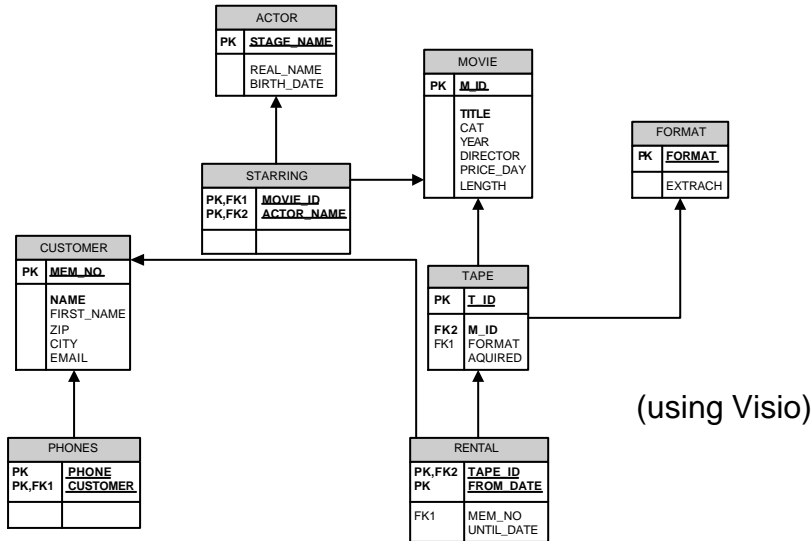 ACTOR
PK STAGE_NAME
REAL_NAME
BIRTH_DATE
MOVIE
PK M_ID
TITLE
CAT
YEAR
DIRECTOR
PRICE_DAY
LENGTH
FORMAT
PK FORMAT
EXTRACH
STARRING
PK,FK1 MOVIE_ID
PK,FK2 ACTOR_NAME
CUSTOMER
PK MEM_NO
NAME
FIRST_NAME
ZIP
CITY
EMAIL
TAPE
PK T_ID
FK2 M_ID
FK1 FORMAT
AQUIRED
(using Visio)
PHONES
PK PHONE
PK,FK1 CUSTOMER
RENTAL
PK,FK2 TAPE_ID
PK FROM_DATE
FK1 MEM_NO
UNTIL_DATE